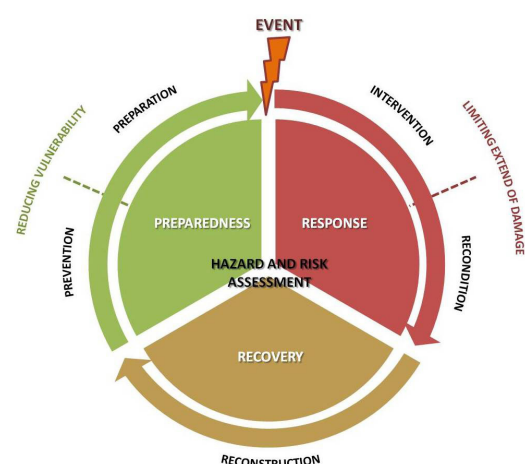 EVENT
PREPARATION
INTERVENTION
REDUCING VULNERABILITY
LIMITING EXTEND OF DAMAGE
PREPAREDNESS
RESPONSE
PREVENTION
RECONDITION
HAZARD AND RISK
ASSESSMENT
RECOVERY
RECONSTRUCTION